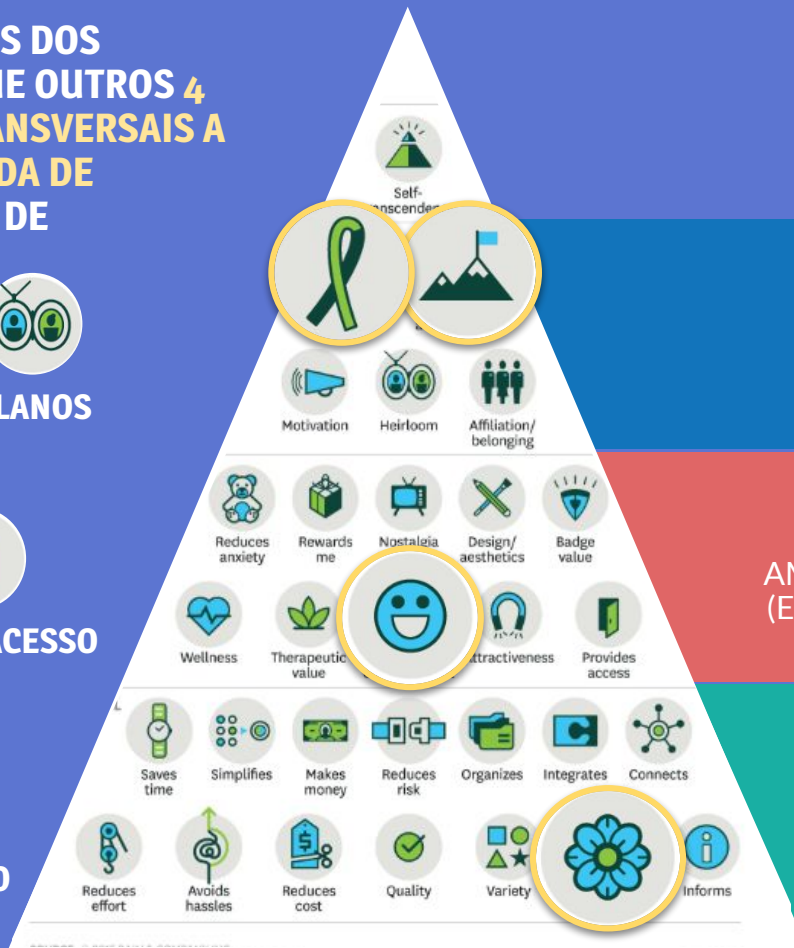 S DOS
E OUTROS 4
ANSVERSAIS A
DA DE
DE
LANOS
ACESSO
O
Self-
Motivation
Heirloom
Affiliation/
belonging
Reduces
anxiety
Rewards
me
Nostalgia
Design/
aesthetics
Badge
value
AM
(E
Wellness
Therapeutic
value
ttractiveness
Provides
access
Saves
time
Simplifies
Makes
money
Reduces
risk
Organizes
Integrates
Connects
Reduces
effort
Avoids
hassles
Reduces
cost
Quality
Variety
Informs